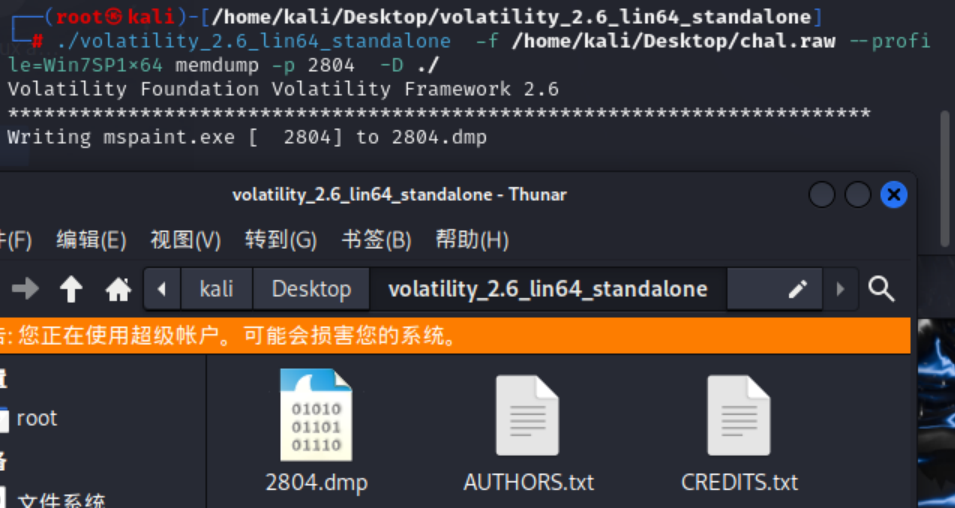 (root㉿kali)-[/home/kali/Desktop/volatility_2.6_lin64_standalone]
# ./volatility_2.6_lin64_standalone -f /home/kali/Desktop/chal.raw --profi
le=Win7SP1×64 memdump -p 2804 -D ./
Volatility Foundation Volatility Framework 2.6
************************************************************************
Writing mspaint.exe [ 2804] to 2804.dmp
volatility_2.6_lin64_standalone - Thunar
(F) 编辑(E) 视图(V) 转到(G) 书签(B) 帮助(H)
kali Desktop volatility_2.6_lin64_standalone
: 您正在使用超级帐户。可能会损害您的系统。
01010
01101
01110
root
2804.dmp AUTHORS.txt CREDITS.txt
文件系统